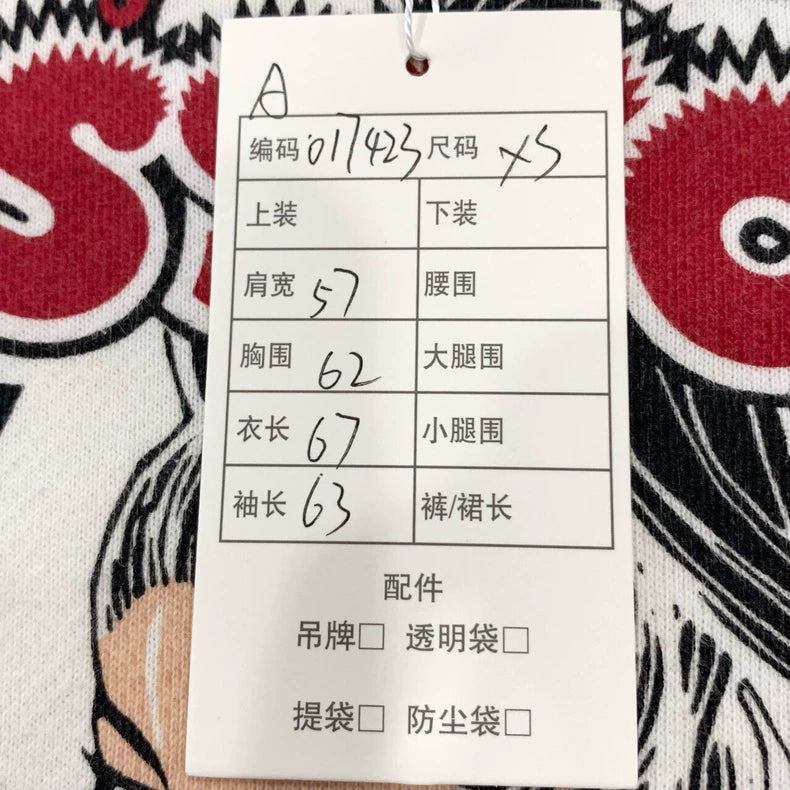 A
编码 017423 尺码 XS
上装 下装
肩宽 57 腰围
胸围 62 大腿围
衣长 67 小腿围
袖长 63 裤/裙长
配件
吊牌□ 透明袋□
提袋□ 防尘袋□